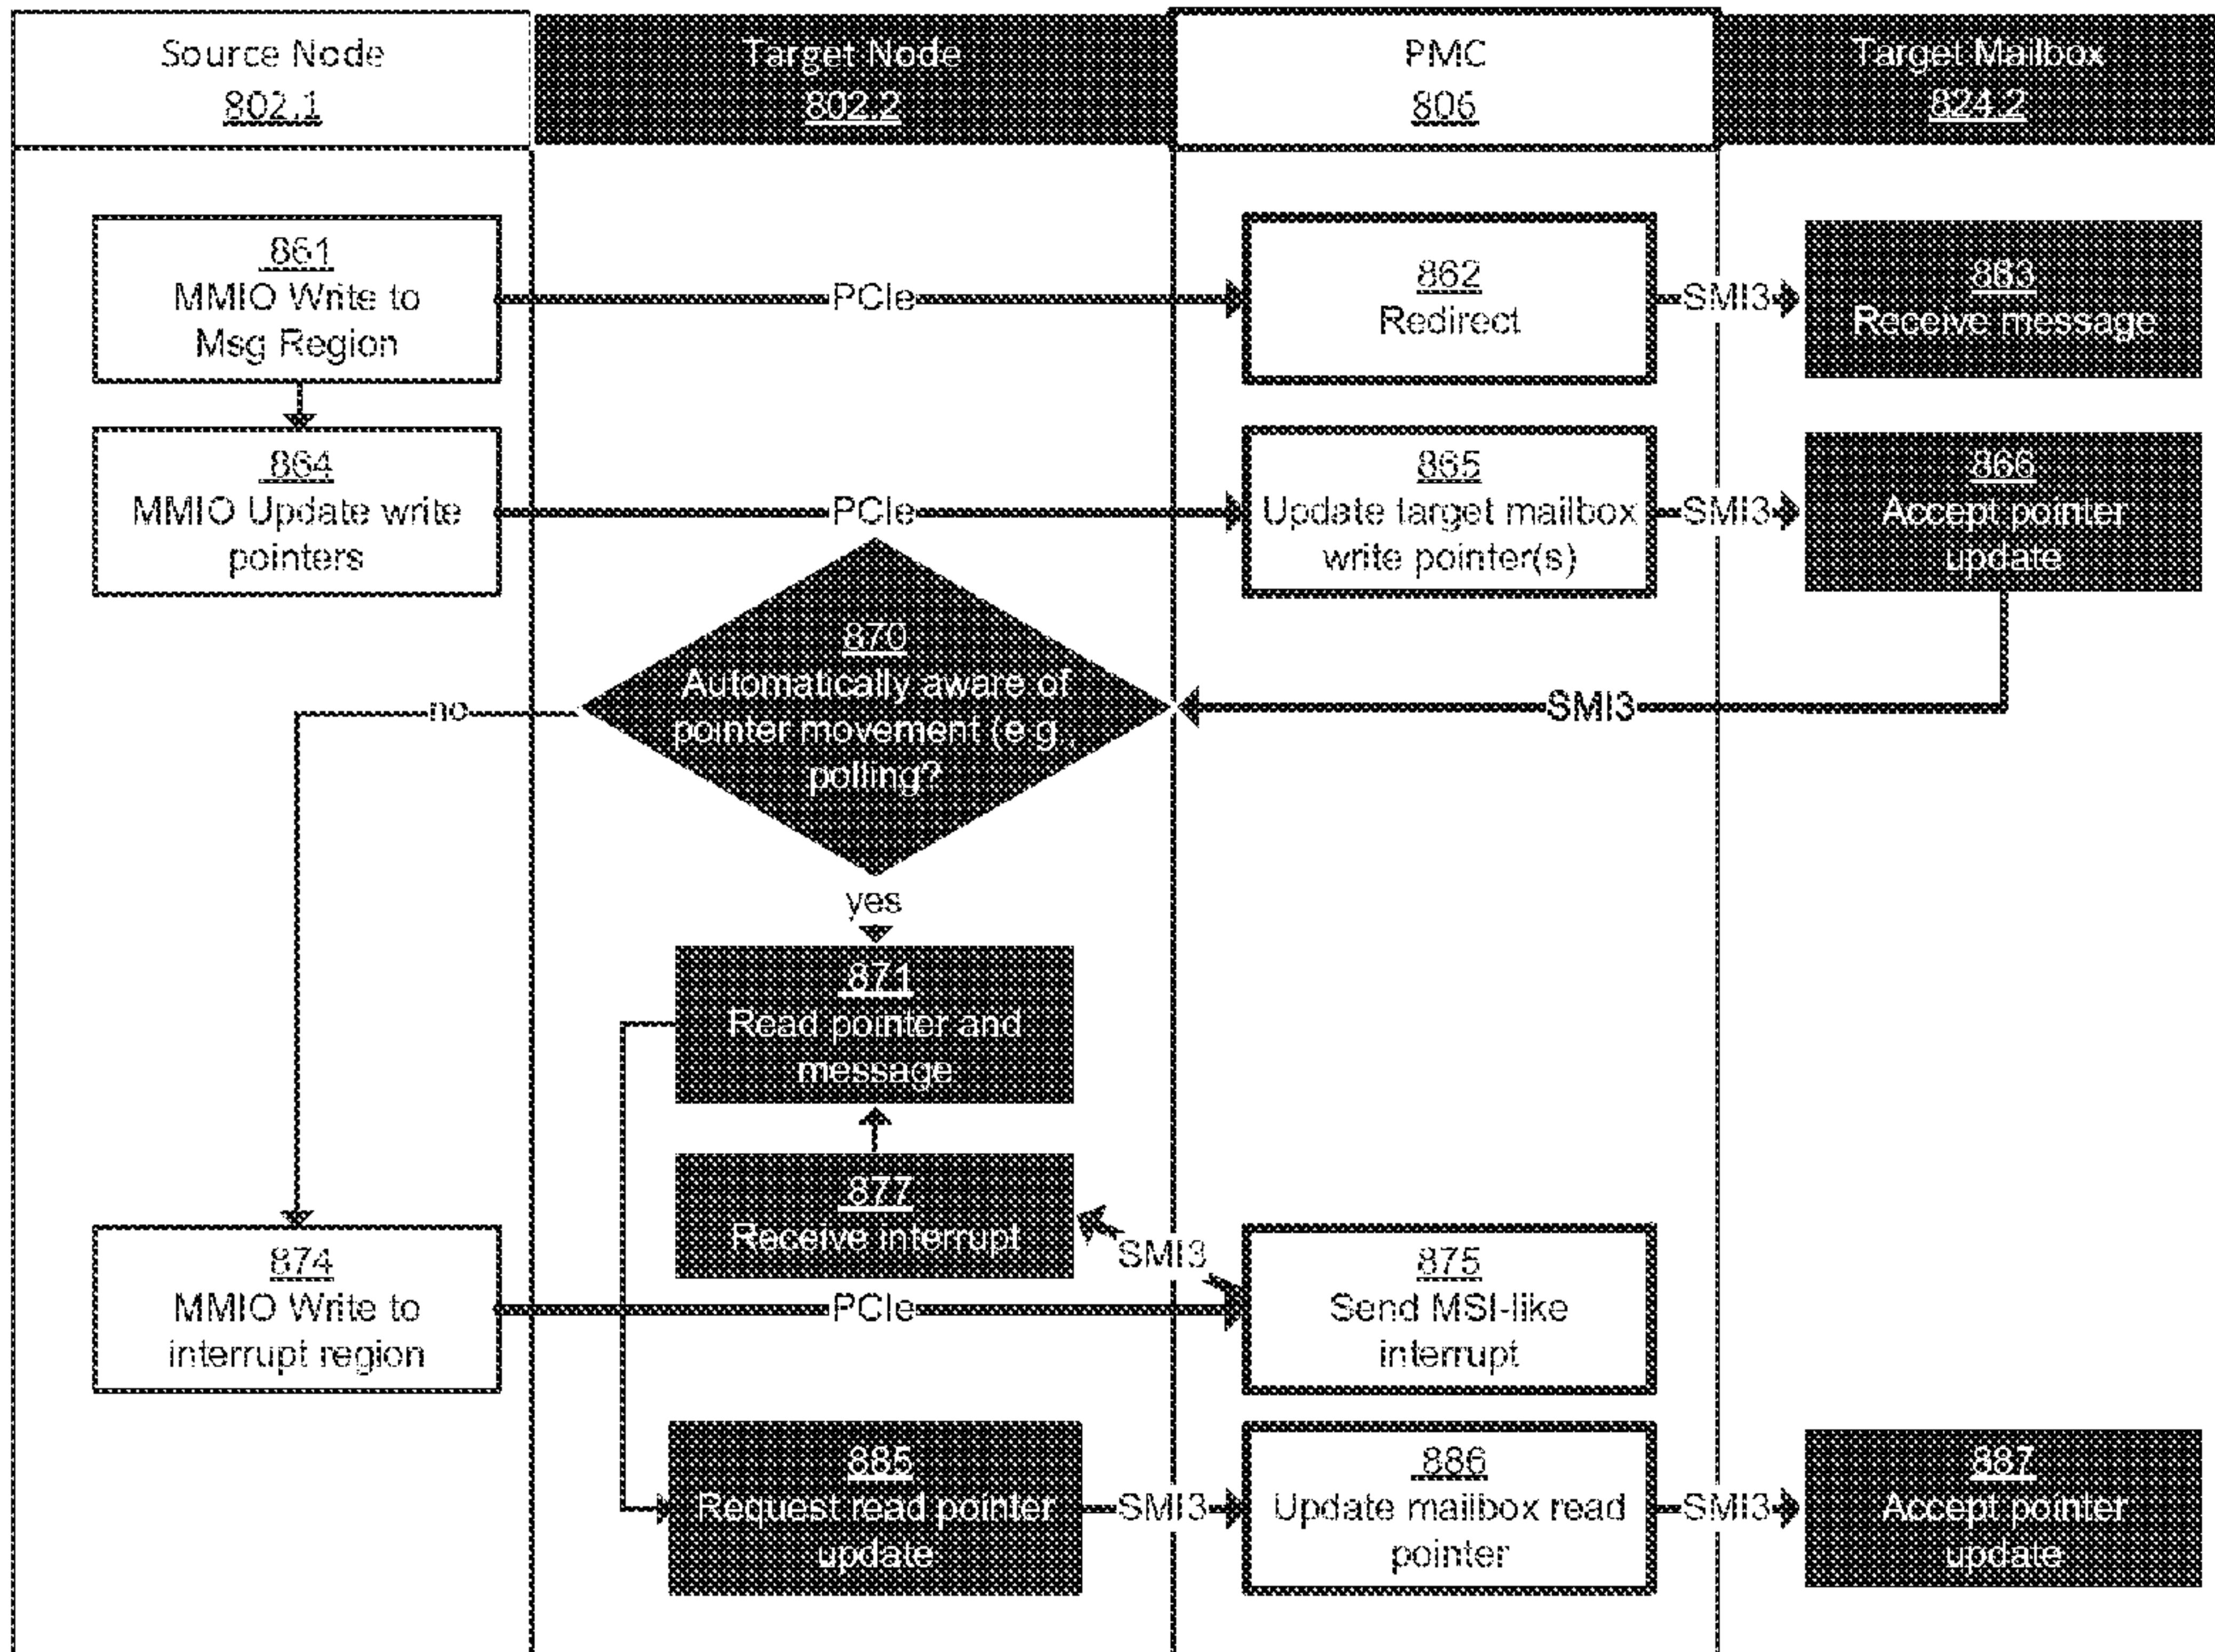 Source Node
802.1
Target Node
802.2
PMC
806
Target Mailbox
824.2
861
MMIO Write to
Msg Region
PCIe
862
Redirect
SMI3
863
Receive message
864
MMIO Update write
pointers
PCIe
865
Update target mailbox
write pointer(s)
SMI3
866
Accept pointer
update
870
Automatically aware of
pointer movement (e.g.,
polling?
no
SMI3
yes
871
Read pointer and
message
877
Receive interrupt
SMI3
874
MMIO Write to
interrupt region
PCIe
875
Send MSI-like
interrupt
885
Request read pointer
update
SMI3
886
Update mailbox read
pointer
SMI3
887
Accept pointer
update